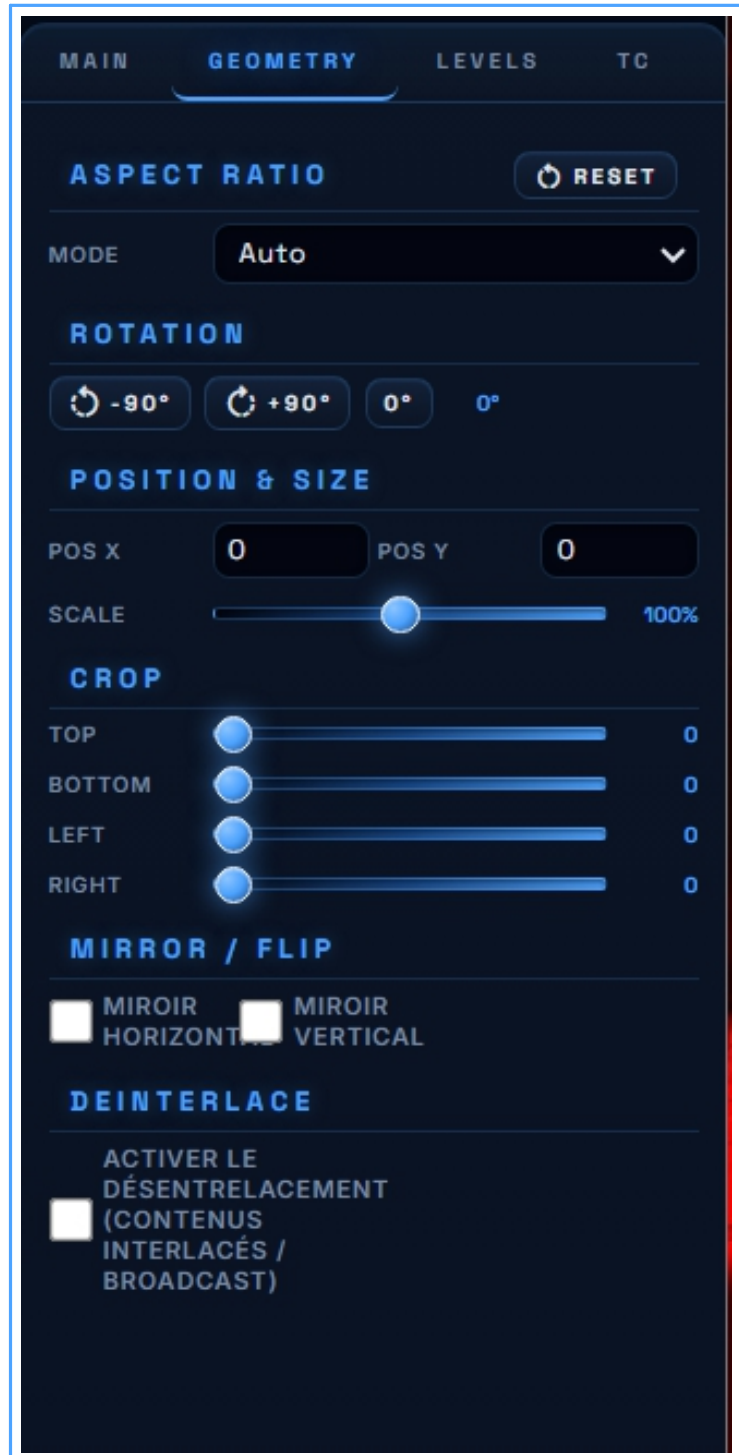 MAIN GEOMETRY LEVELS TC
ASPECT RATIO RESET
MODE Auto
ROTATION
-90° +90° 0° 0°
POSITION & SIZE
POS X 0 POS Y 0
SCALE 100%
CROP
TOP 0
BOTTOM 0
LEFT 0
RIGHT 0
MIRROR / FLIP
MIROIR
HORIZONTAL
MIROIR
VERTICAL
DEINTERLACE
ACTIVER LE
DÉSENTRELACEMENT
(CONTENUS
INTERLACÉS /
BROADCAST)